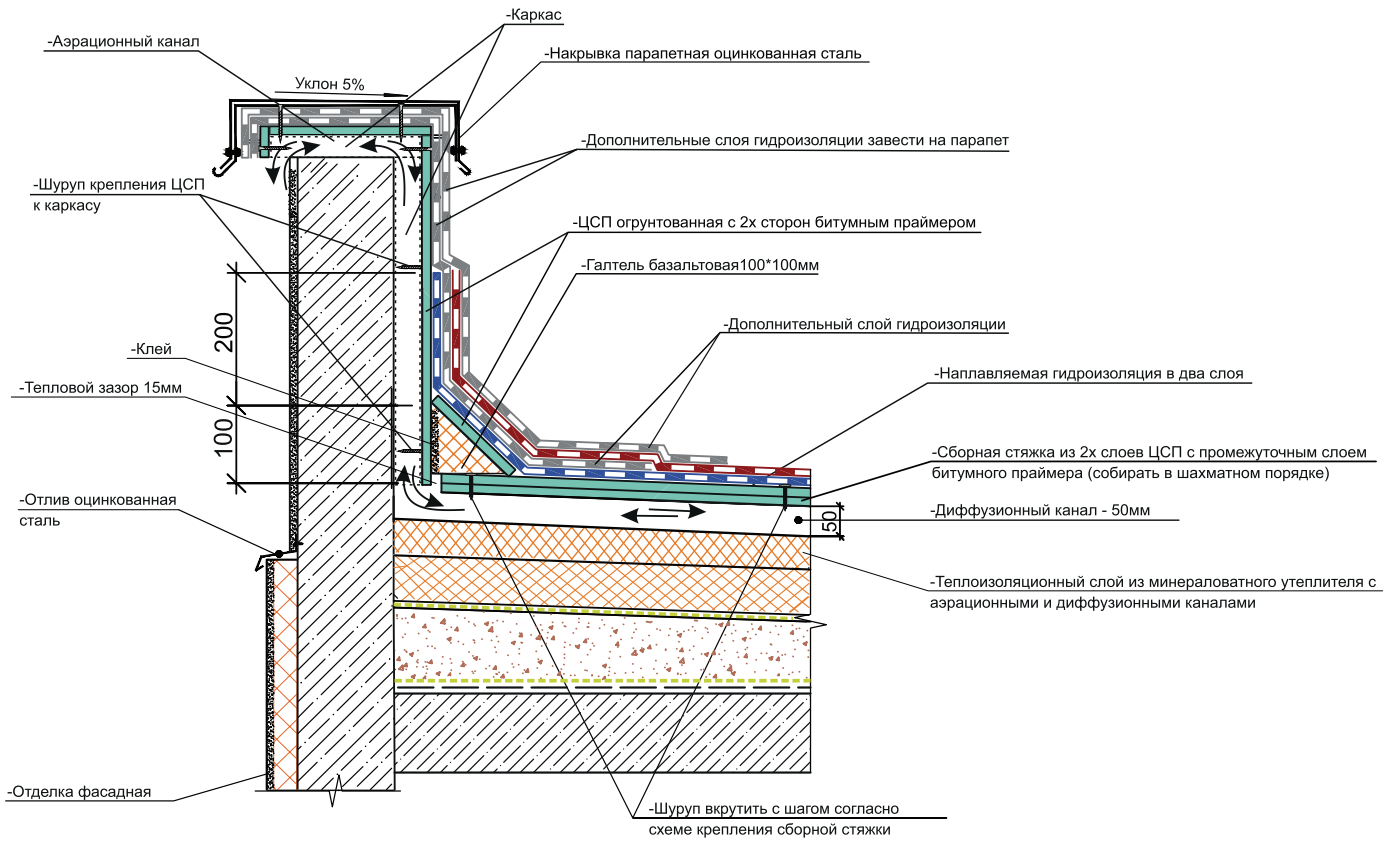 -Каркас
-Аэрационный канал
-Накрывка парапетная оцинкованная сталь
Уклон 5%
-Дополнительные слоя гидроизоляции завести на парапет
-Шуруп крепления ЦСП
к каркасу
-ЦСП огрунтованная с 2х сторон битумным праймером
-Галтель базальтовая100*100мм
200
-Дополнительный слой гидроизоляции
-Клей
-Тепловой зазор 15мм
-Наплавляемая гидроизоляция в два слоя
100
-Сборная стяжка из 2х слоев ЦСП с промежуточным слоем
битумного праймера (собирать в шахматном порядке)
-Отлив оцинкованная
сталь
50
-Диффузионный канал - 50мм
-Теплоизоляционный слой из минераловатного утеплителя с
аэрационными и диффузионными каналами
-Отделка фасадная
-Шуруп вкрутить с шагом согласно
схеме крепления сборной стяжки